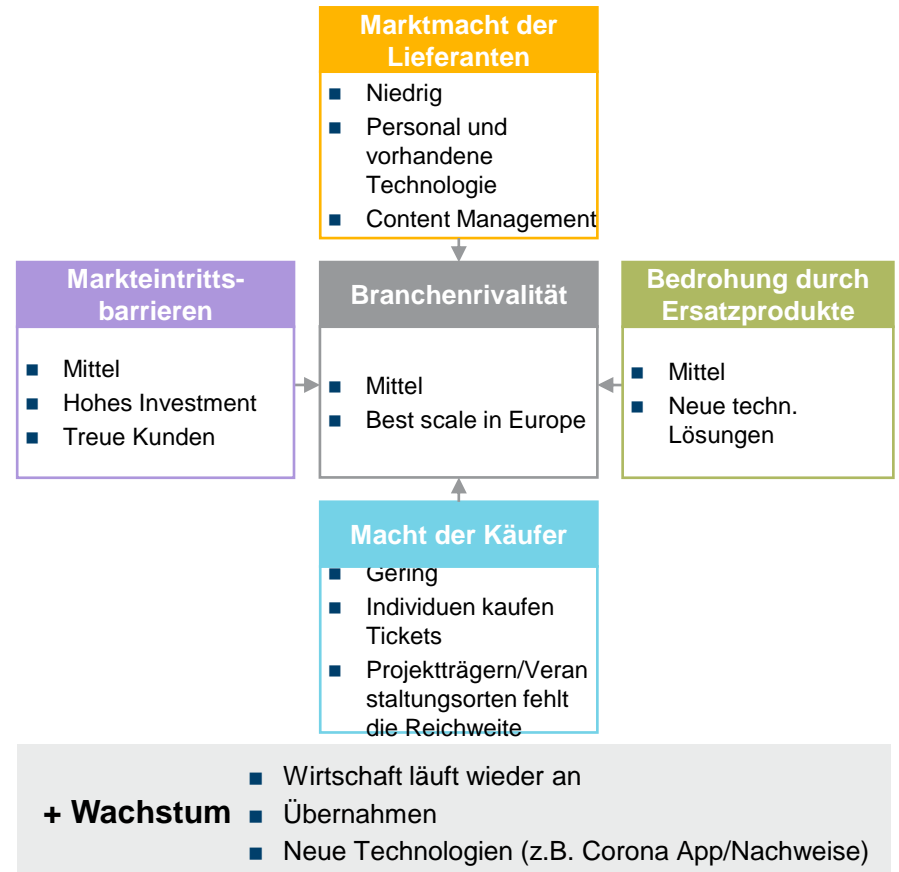 Marktmacht der
Lieferanten
■ Niedrig
■ Personal und
vorhandene
Technologie
■ Content Management
Markteintritts-
barrieren
■ Mittel
■ Hohes Investment
■ Treue Kunden
Branchenrivalität
■ Mittel
■ Best scale in Europe
Bedrohung durch
Ersatzprodukte
■ Mittel
■ Neue techn.
Lösungen
Macht der Käufer
■ Gering
■ Individuen kaufen
Tickets
■ Projektträgern/Veran
staltungsorten fehlt
die Reichweite
+ Wachstum
■ Wirtschaft läuft wieder an
■ Übernahmen
■ Neue Technologien (z.B. Corona App/Nachweise)